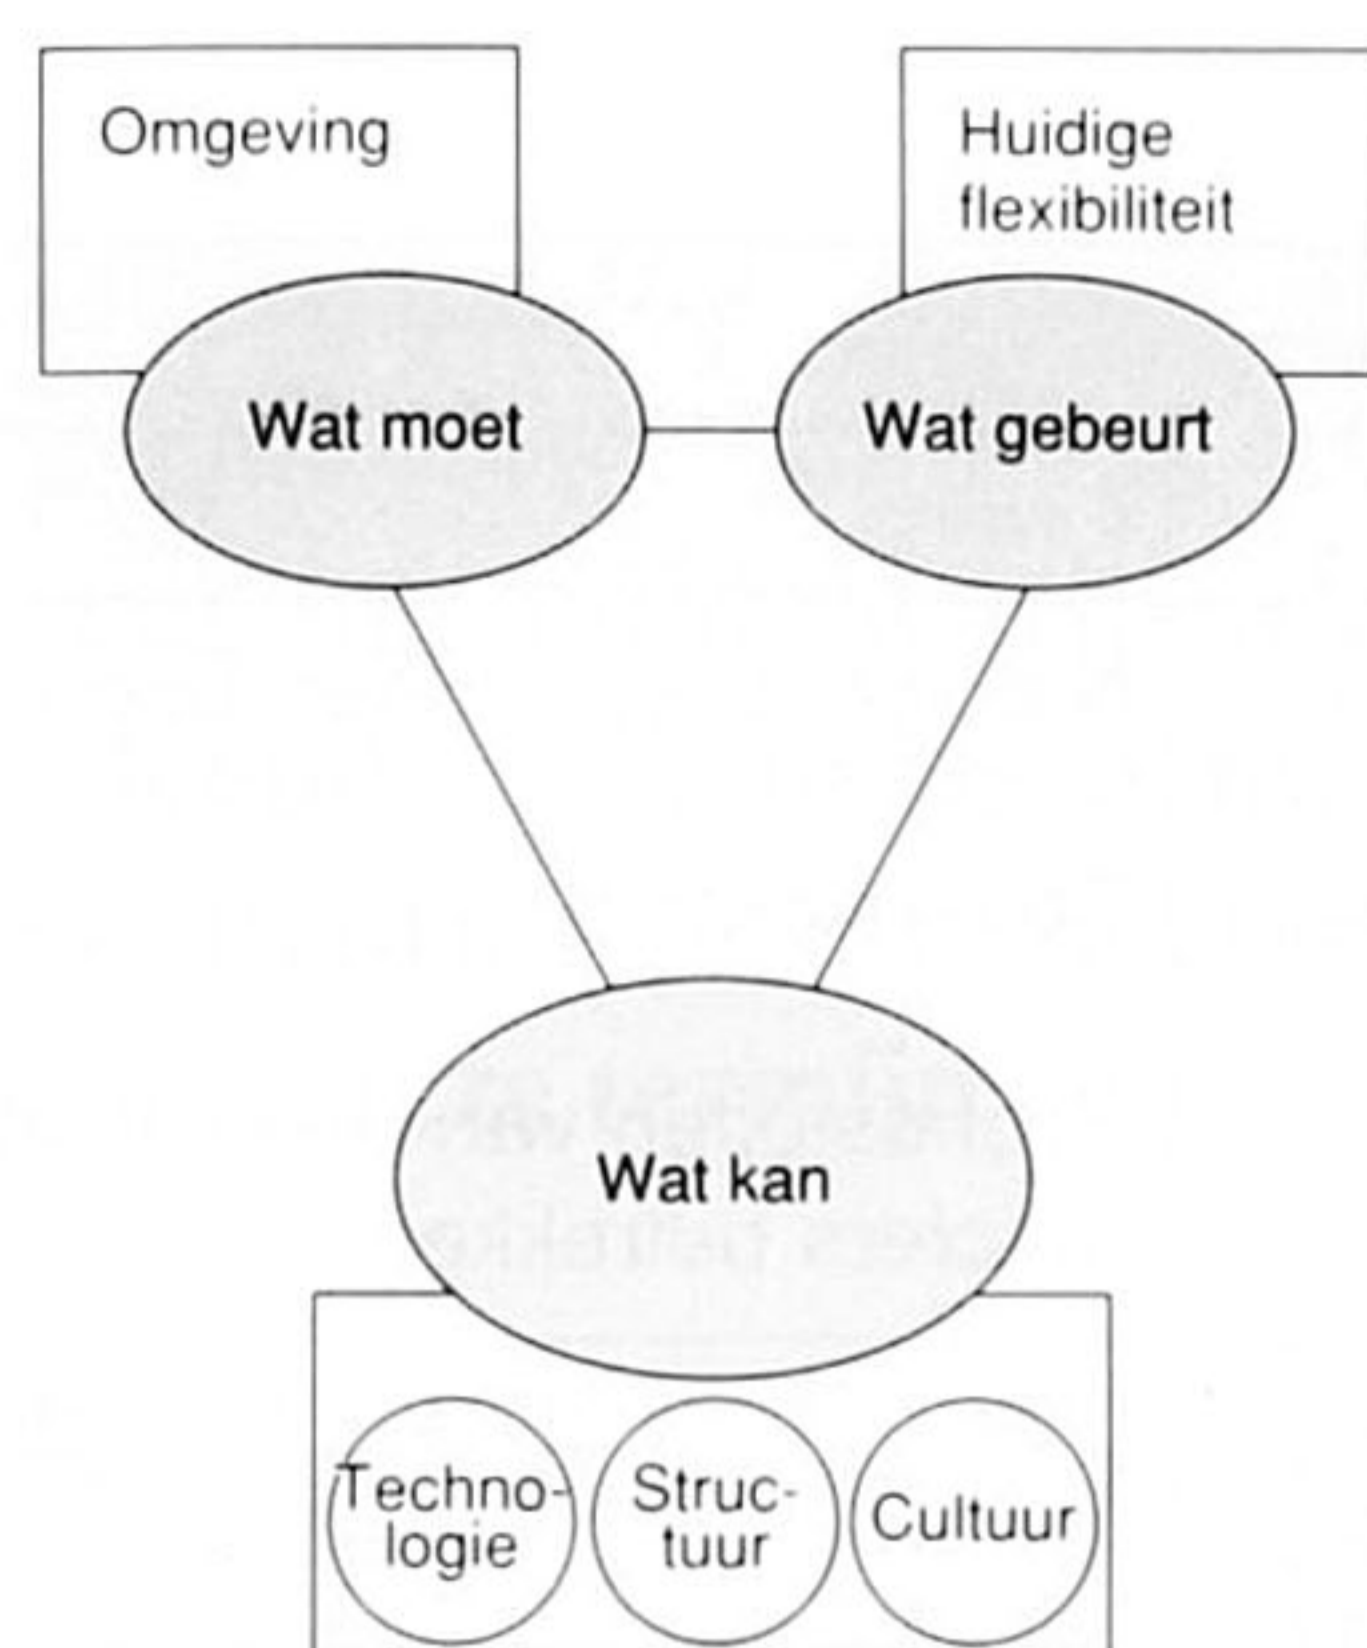 Omgeving
Huidige
flexibiliteit
Wat moet
Wat gebeurt
Wat kan
Techno-
logie
Struc-
tuur
Cultuur